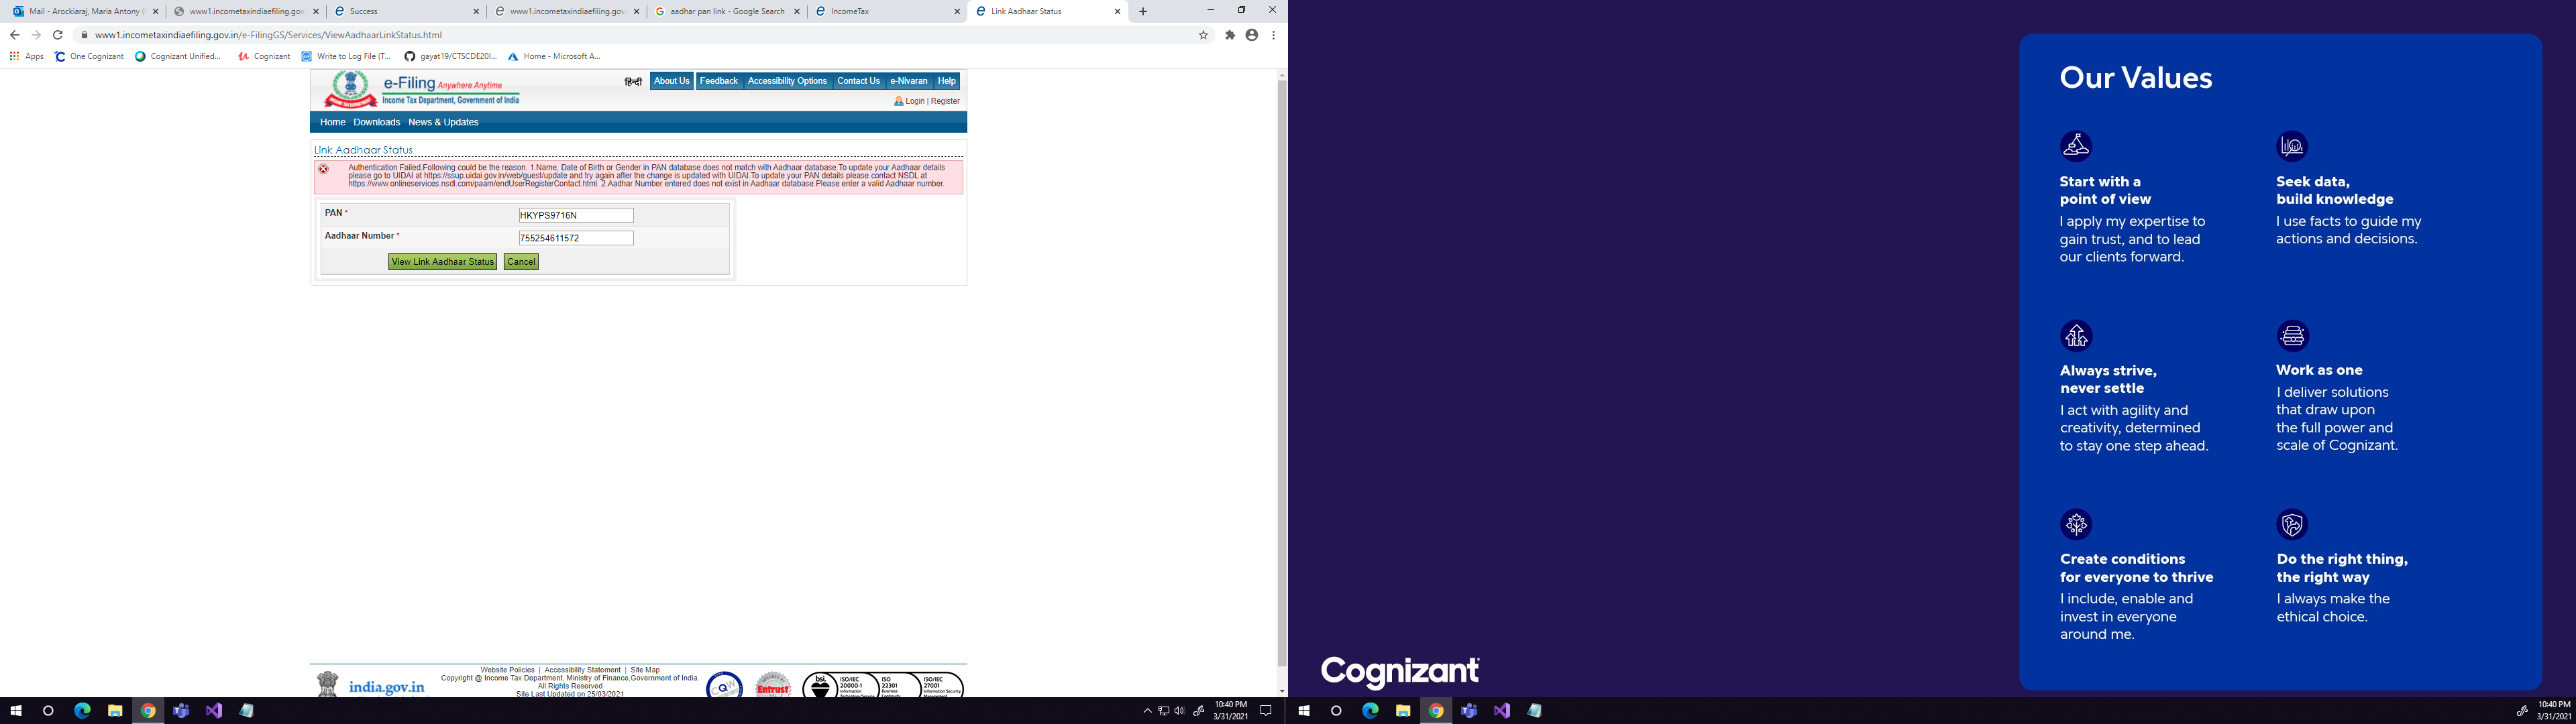 Mail - Arockiaraj, Maria Antony
www1.incometaxindiaefiling.gov.
Success
www1.incometaxindiaefiling.gov.
aadhar pan link - Google Search
IncomeTax
Link Aadhaar Status
www1.incometaxindiaefiling.gov.in/e-FilingGS/Services/ViewAadhaarLinkStatus.html
Apps
One Cognizant
Cognizant Unified...
Cognizant
Write to Log File (T...
gayat19/CTSCDE20I...
Home - Microsoft A...
e-Filing Anywhere Anytime
Income Tax Department, Government of India
हिन्दी
About Us
Feedback
Accessibility Options
Contact Us
e-Nivaran
Help
Login | Register
Home
Downloads
News & Updates
Link Aadhaar Status
Authentication Failed.Following could be the reason. 1.Name, Date of Birth or Gender in PAN database does not match with Aadhaar database.To update your Aadhaar details
please go to UIDAI at https://ssup.uidai.gov.in/web/guest/update and try again after the change is updated with UIDAI.To update your PAN details please contact NSDL at
https://www.onlineservices.nsdl.com/paam/endUserRegisterContact.html. 2.Aadhar Number entered does not exist in Aadhaar database.Please enter a valid Aadhaar number.
PAN *
HKYPS9716N
Aadhaar Number *
755254611572
View Link Aadhaar Status
Cancel
india.gov.in
Website Policies | Accessibility Statement | Site Map
Copyright @ Income Tax Department, Ministry of Finance,Government of India.
All Rights Reserved
Site Last Updated on 25/03/2021
CQW
Entrust
bsi.
ISO/IEC
20000-1
Information
Technology Service
ISO
22301
Business
Continuity
ISO/IEC
27001
Information Security
Management
10:40 PM
3/31/2021
Our Values
Start with a
point of view
I apply my expertise to
gain trust, and to lead
our clients forward.
Seek data,
build knowledge
I use facts to guide my
actions and decisions.
Always strive,
never settle
I act with agility and
creativity, determined
to stay one step ahead.
Work as one
I deliver solutions
that draw upon
the full power and
scale of Cognizant.
Create conditions
for everyone to thrive
I include, enable and
invest in everyone
around me.
Do the right thing,
the right way
I always make the
ethical choice.
Cognizant
10:40 PM
3/31/2021